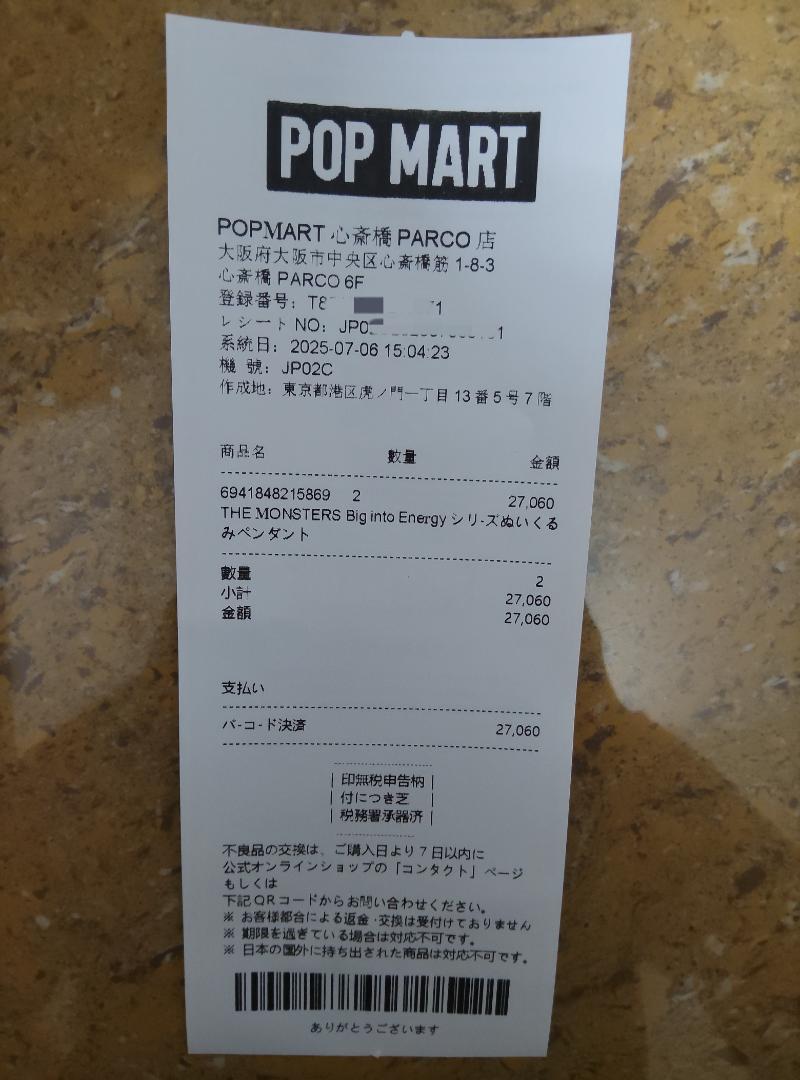 POP MART
POPMART 心斎橋 PARCO 店
大阪府大阪市中央区心斎橋筋 1-8-3
心斎橋 PARCO 6F
登録番号: T8
レシート NO: JP0
系統日: 2025-07-06 15:04:23
機 號: JP02C
作成地: 東京都港区虎ノ門一丁目 13 番 5 号 7 階
商品名 數量 金額
6941848215869 2 27,060
THE MONSTERS Big into Energy シリ-ズぬいくる
みペンダント
數量 2
小計 27,060
金額 27,060
支払い
バ-コ-ド決済 27,060
印無税申告柄
付につき芝
税務署承器済
不良品の交換は、ご購入日より 7 日以内に
公式オンラインショップの「コンタクト」ページ
もしくは
下記 QR コードからお問い合わせください。
※ お客様都合による返金·交換は受付けておりません
※ 期限を過ぎている場合は対応不可です。
※ 日本の国外に持ち出された商品は対応不可です。
ありがとうございます